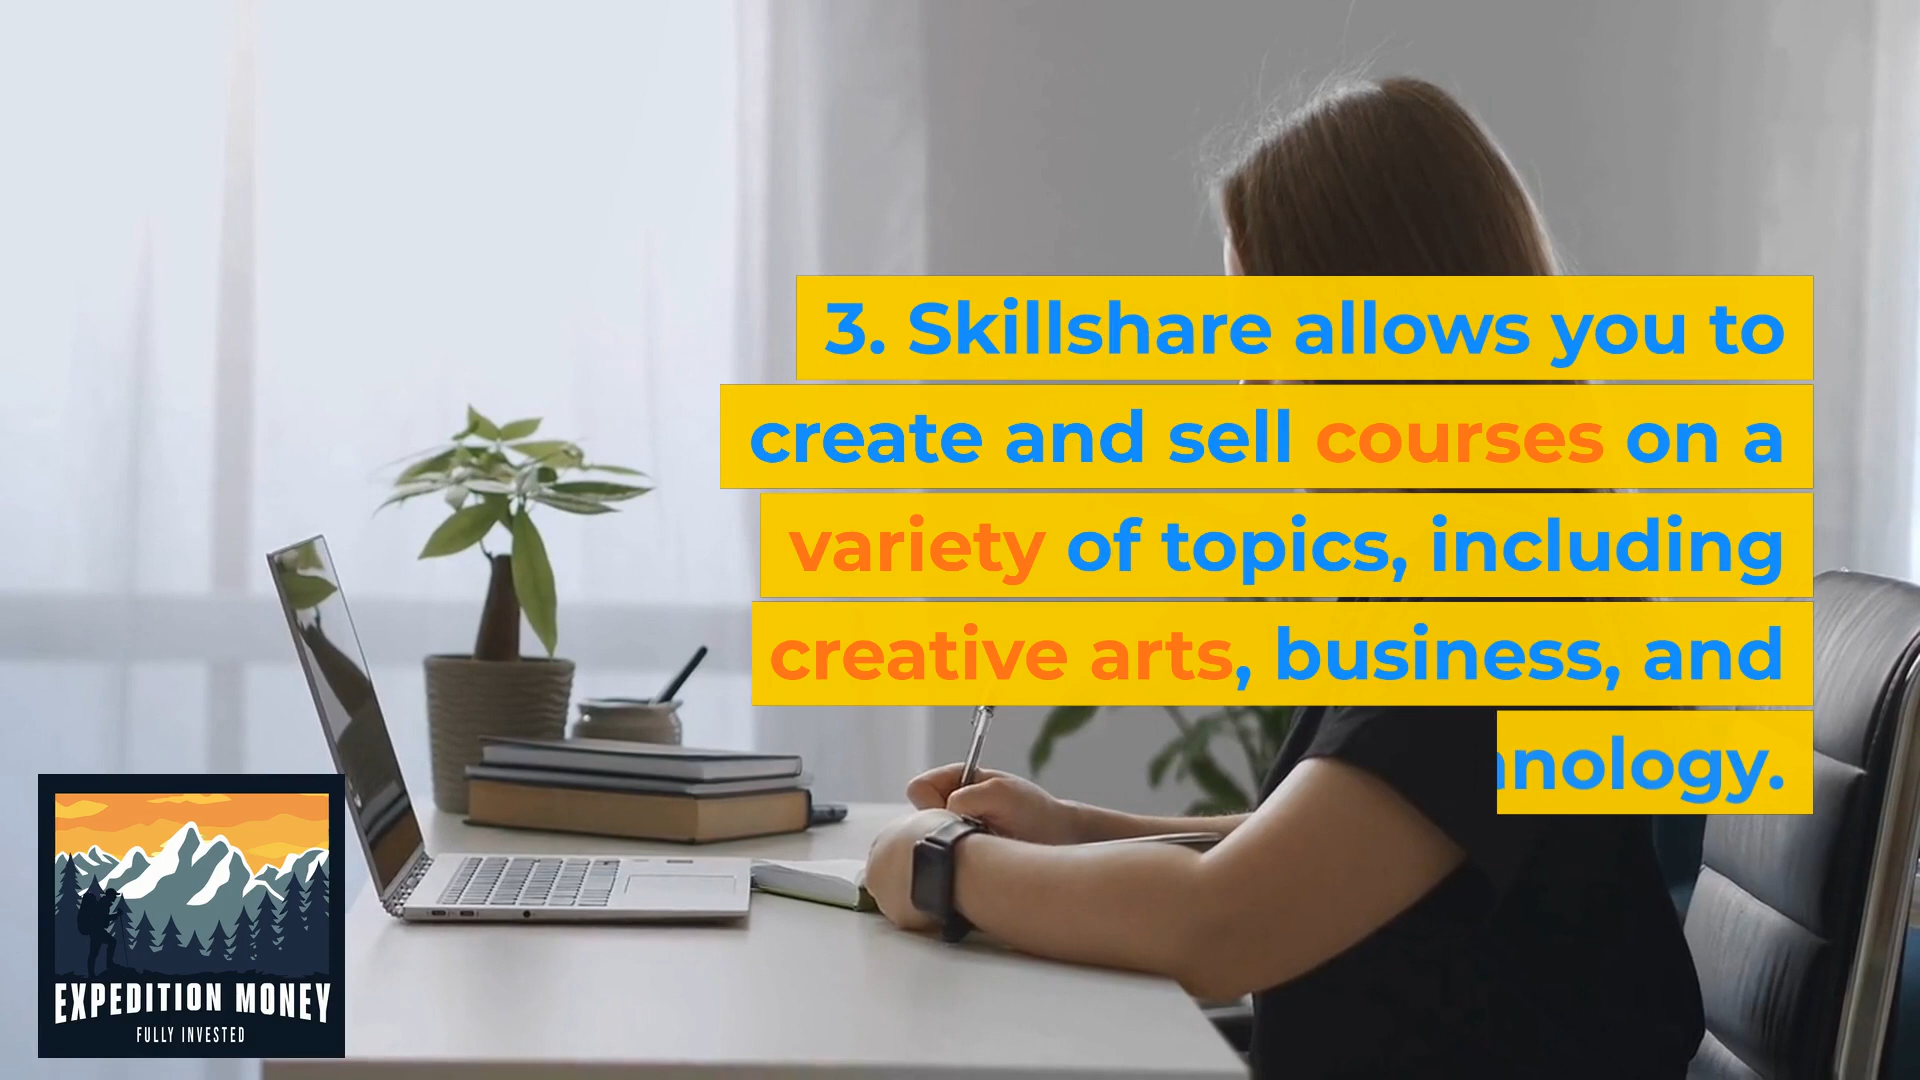 3. Skillshare allows you to
create and sell courses on a
variety of topics, including
creative arts, business, and
nology.
EXPEDITION MONEY
FULLY INVESTED